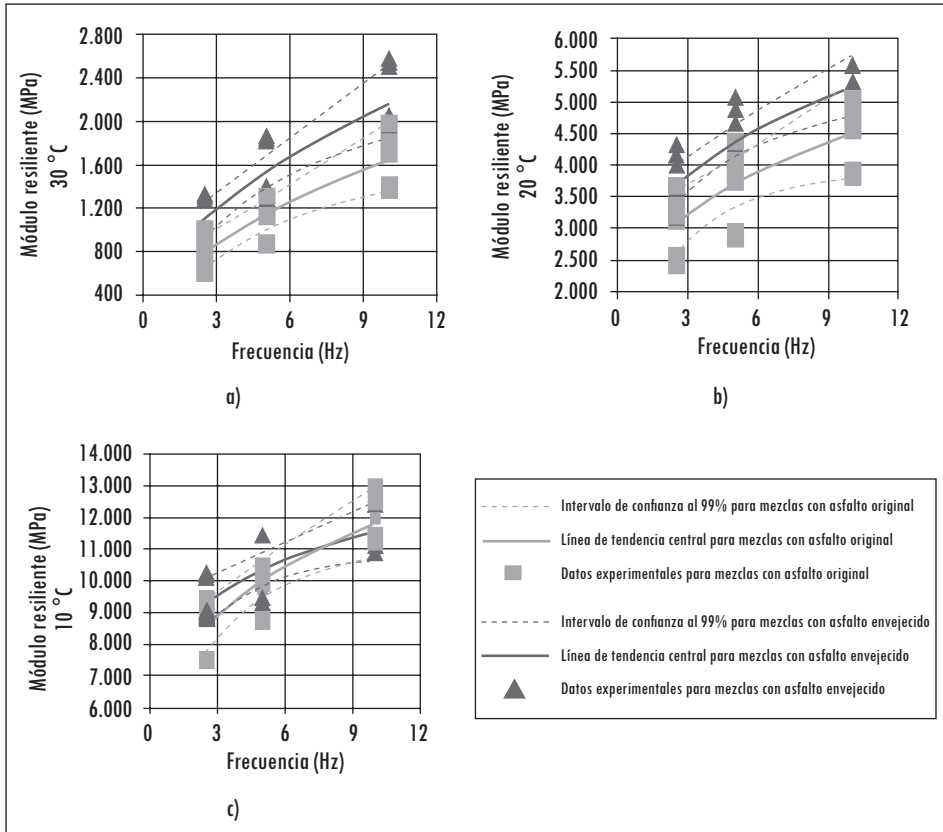 2.800
2.400
2.000
1.600
1.200
800
400
Módulo resiliente (MPa)
30 °C
0 3 6 9 12
Frecuencia (Hz)
a)
6.000
5.500
5.000
4.500
4.000
3.500
3.000
2.500
2.000
Módulo resiliente (MPa)
20 °C
0 3 6 9 12
Frecuencia (Hz)
b)
14.000
13.000
12.000
11.000
10.000
9.000
8.000
7.000
6.000
Módulo resiliente (MPa)
10 °C
0 3 6 9 12
Frecuencia (Hz)
c)
Intervalo de confianza al 99% para mezclas con asfalto original
Línea de tendencia central para mezclas con asfalto original
Datos experimentales para mezclas con asfalto original
Intervalo de confianza al 99% para mezclas con asfalto envejecido
Línea de tendencia central para mezclas con asfalto envejecido
Datos experimentales para mezclas con asfalto envejecido